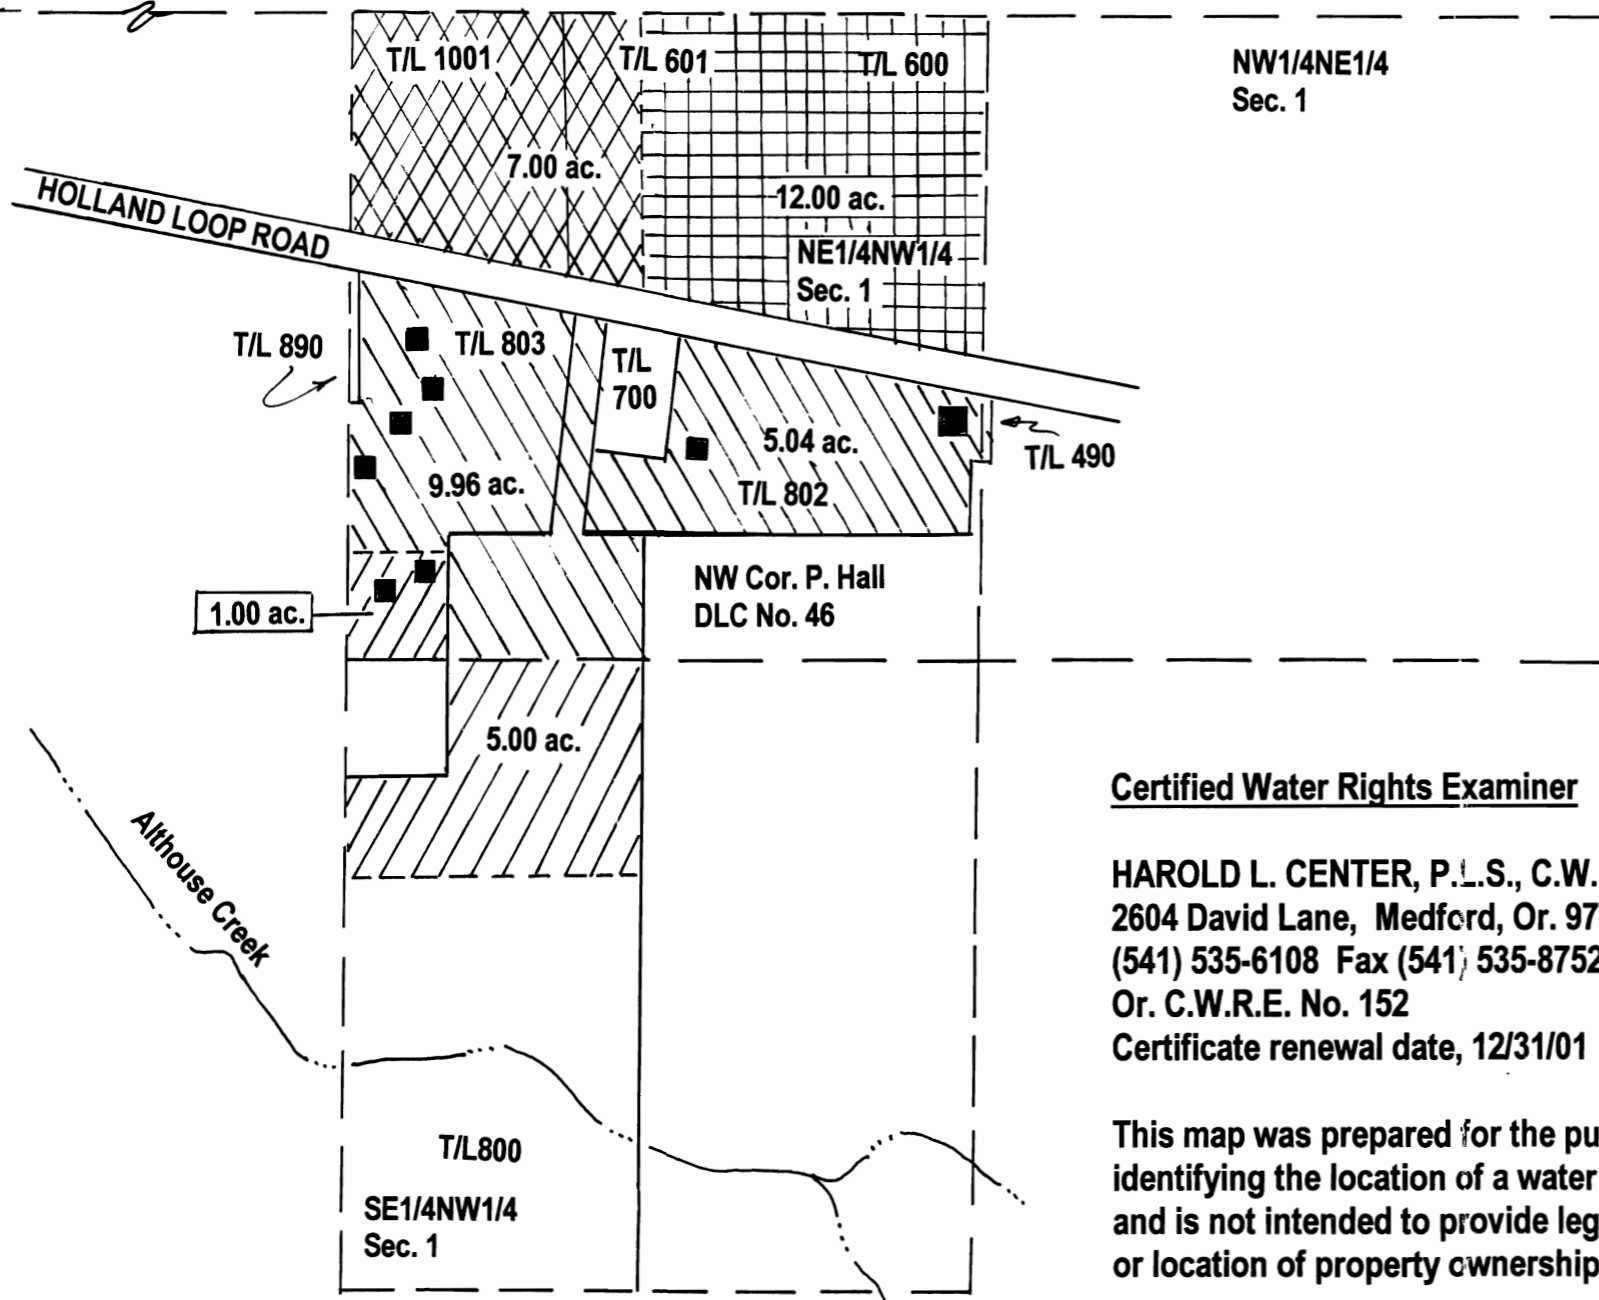 T/L 1001
T/L 601
T/L 600
NW1/4NE1/4
Sec. 1
7.00 ac.
12.00 ac.
HOLLAND LOOP ROAD
NE1/4NW1/4
Sec. 1
T/L 890
T/L 803
T/L
700
5.04 ac.
T/L 490
9.96 ac.
T/L 802
1.00 ac.
NW Cor. P. Hall
DLC No. 46
5.00 ac.
Althouse Creek
Certified Water Rights Examiner
HAROLD L. CENTER, P.L.S., C.W.
2604 David Lane, Medford, Or. 97
(541) 535-6108 Fax (541) 535-8752
Or. C.W.R.E. No. 152
Certificate renewal date, 12/31/01
This map was prepared for the pu
identifying the location of a water
and is not intended to provide leg
or location of property ownership
T/L800
SE1/4NW1/4
Sec. 1